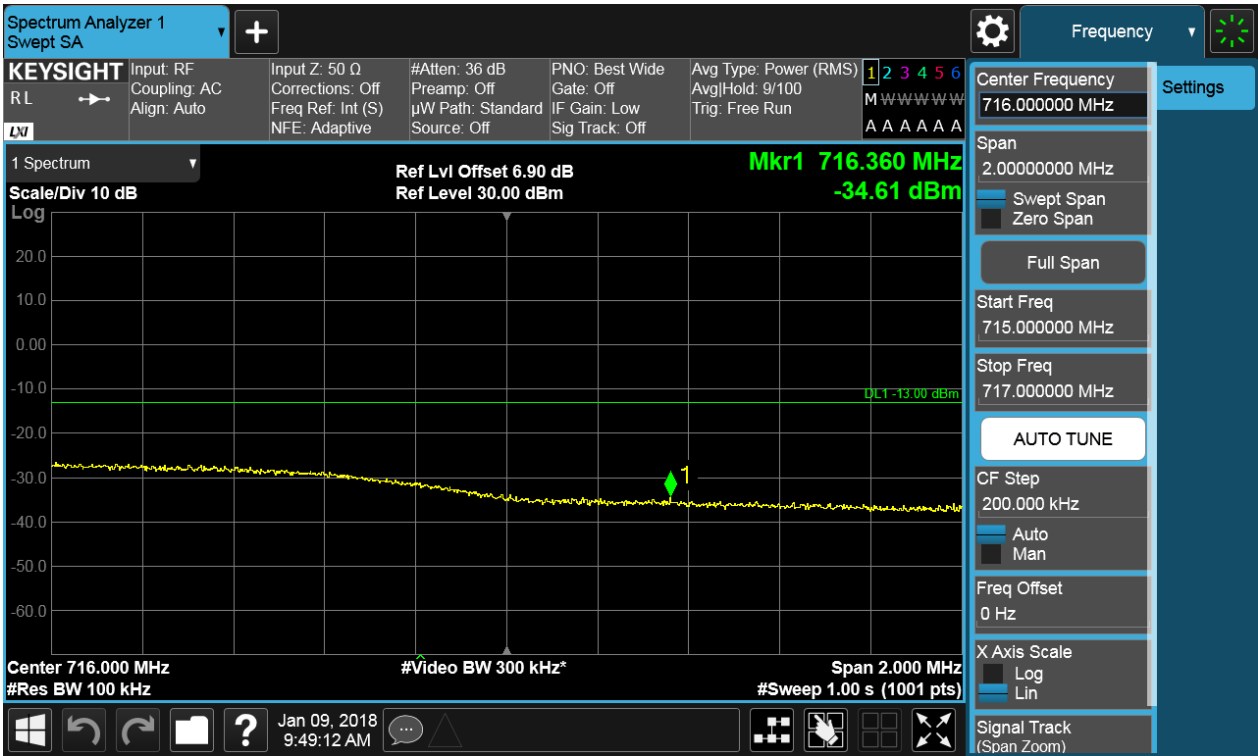 Spectrum Analyzer 1
Swept SA
+
Frequency
KEYSIGHT
R L
LXI
Input: RF
Coupling: AC
Align: Auto
Input Z: 50 Ω
Corrections: Off
Freq Ref: Int (S)
NFE: Adaptive
#Atten: 36 dB
Preamp: Off
µW Path: Standard
Source: Off
PNO: Best Wide
Gate: Off
IF Gain: Low
Sig Track: Off
Avg Type: Power (RMS)
Avg|Hold: 9/100
Trig: Free Run
1 2 3 4 5 6
M W W W W W
A A A A A A
1 Spectrum
Scale/Div 10 dB
Log
Ref Lvl Offset 6.90 dB
Ref Level 30.00 dBm
Mkr1 716.360 MHz
-34.61 dBm
20.0
10.0
0.00
-10.0
-20.0
-30.0
-40.0
-50.0
-60.0
DL1 -13.00 dBm
1
Center 716.000 MHz
#Res BW 100 kHz
#Video BW 300 kHz*
Span 2.000 MHz
#Sweep 1.00 s (1001 pts)
Center Frequency
716.000000 MHz
Span
2.00000000 MHz
Swept Span
Zero Span
Full Span
Start Freq
715.000000 MHz
Stop Freq
717.000000 MHz
AUTO TUNE
CF Step
200.000 kHz
Auto
Man
Freq Offset
0 Hz
X Axis Scale
Log
Lin
Signal Track
(Span Zoom)
Settings
?
Jan 09, 2018
9:49:12 AM